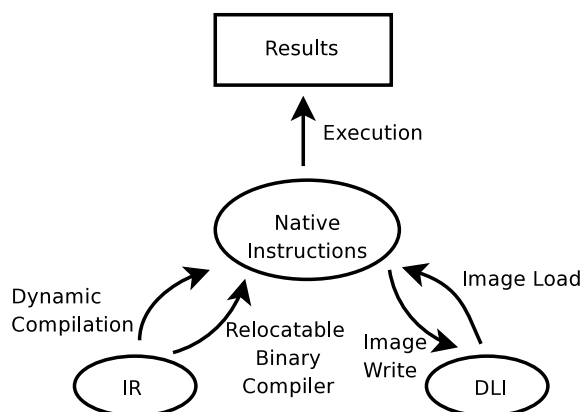 Results
Execution
Native
Instructions
Dynamic
Compilation
Relocatable
Binary
Compiler
Image Load
Image
Write
IR
DLI